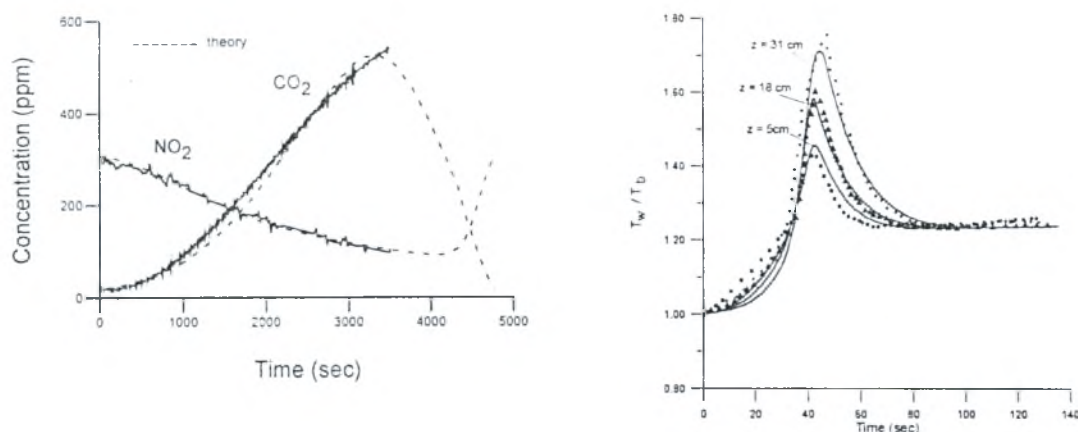 600
400
200
0
Concentration (ppm)
theory
CO2
NO2
0 1000 2000 3000 4000 5000
Time (sec)
1.80
1.60
1.40
1.20
1.00
0.80
Tw / Tb
z = 31 cm
z = 18 cm
z = 5cm
0 20 40 60 80 100 120 140
Time (sec)